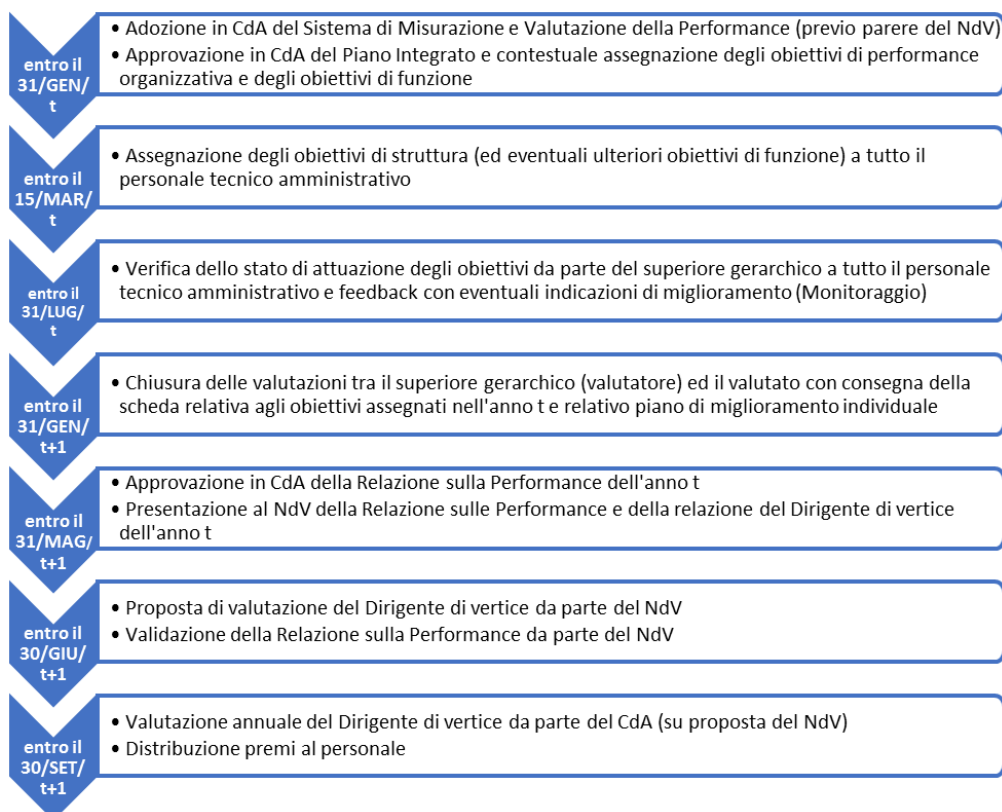 entro il
31/GEN/
t
• Adozione in CdA del Sistema di Misurazione e Valutazione della Performance (previo parere del NdV)
• Approvazione in CdA del Piano Integrato e contestuale assegnazione degli obiettivi di performance
organizzativa e degli obiettivi di funzione
entro il
15/MAR/
t
• Assegnazione degli obiettivi di struttura (ed eventuali ulteriori obiettivi di funzione) a tutto il
personale tecnico amministrativo
entro il
31/LUG/
t
• Verifica dello stato di attuazione degli obiettivi da parte del superiore gerarchico a tutto il personale
tecnico amministrativo e feedback con eventuali indicazioni di miglioramento (Monitoraggio)
entro il
31/GEN/
t+1
• Chiusura delle valutazioni tra il superiore gerarchico (valutatore) ed il valutato con consegna della
scheda relativa agli obiettivi assegnati nell'anno t e relativo piano di miglioramento individuale
entro il
31/MAG/
t+1
• Approvazione in CdA della Relazione sulla Performance dell'anno t
• Presentazione al NdV della Relazione sulle Performance e della relazione del Dirigente di vertice
dell'anno t
entro il
30/GIU/
t+1
• Proposta di valutazione del Dirigente di vertice da parte del NdV
• Validazione della Relazione sulla Performance da parte del NdV
entro il
30/SET/
t+1
• Valutazione annuale del Dirigente di vertice da parte del CdA (su proposta del NdV)
• Distribuzione premi al personale